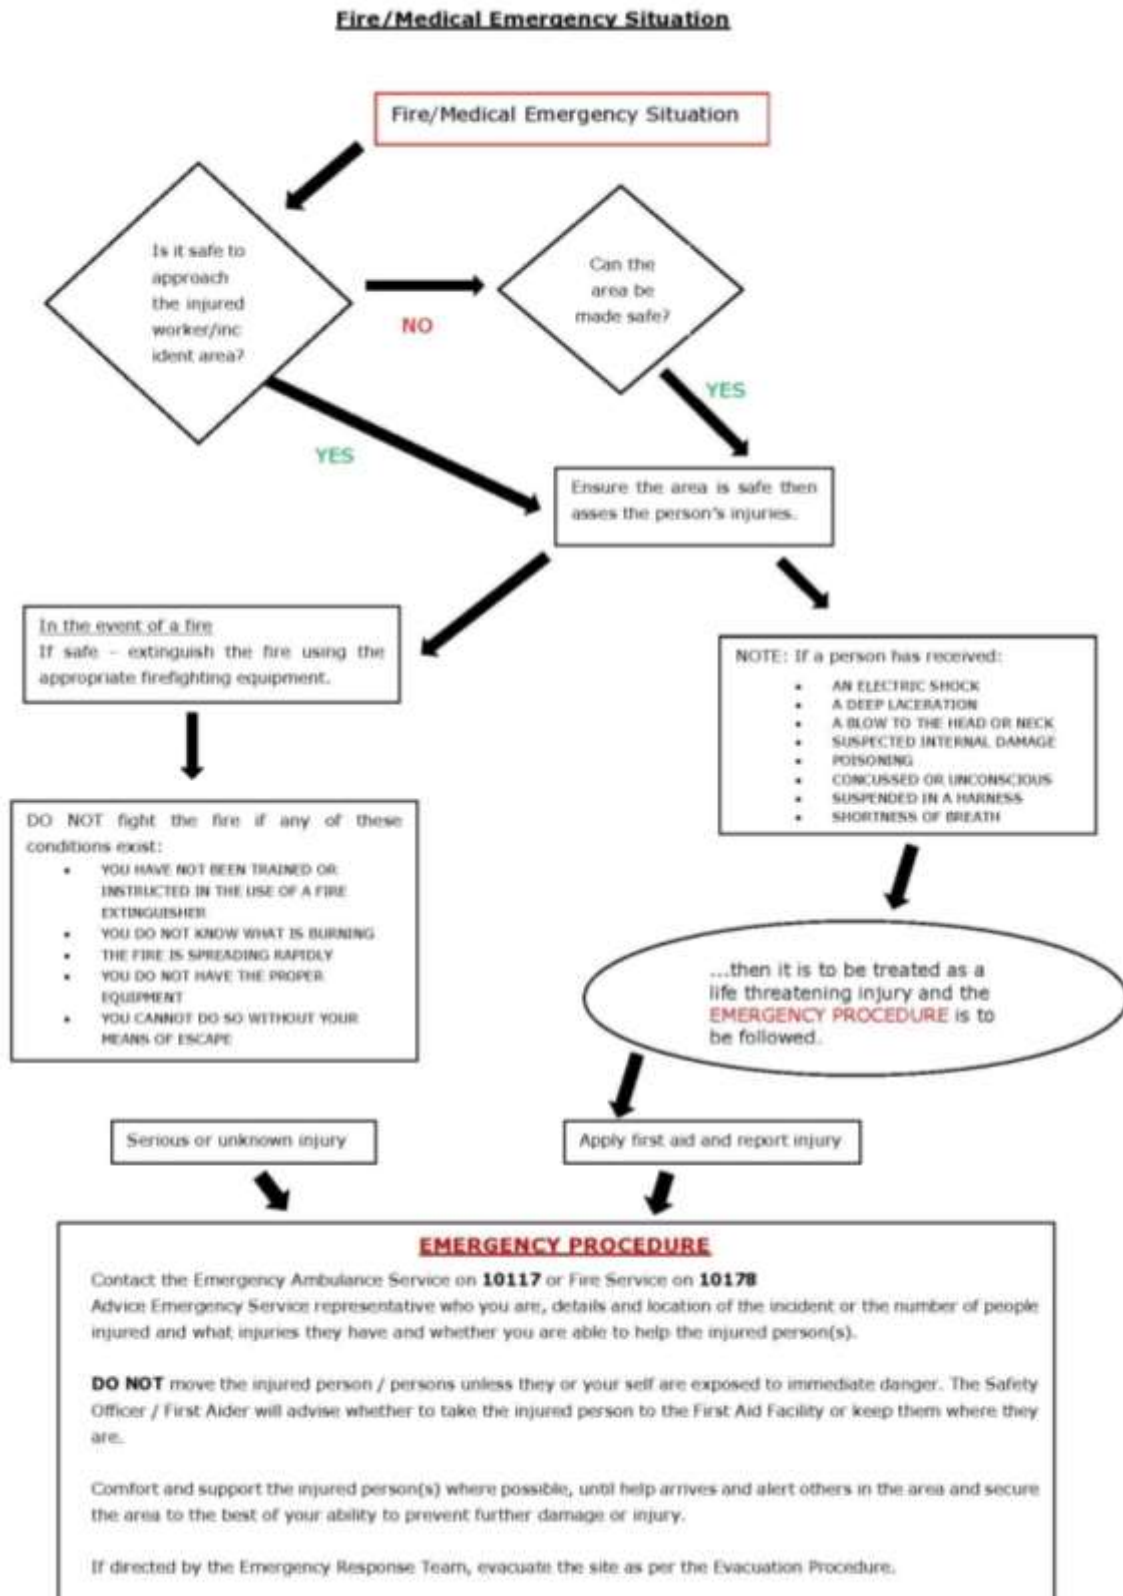 Fire/Medical Emergency Situation
Fire/Medical Emergency Situation
Is it safe to
approach
the injured
worker/inc
ident area?
NO
Can the
area be
made safe?
YES
YES
Ensure the area is safe then
asses the person's injuries.
In the event of a fire
If safe - extinguish the fire using the
appropriate firefighting equipment.
DO NOT fight the fire if any of these
conditions exist:
• YOU HAVE NOT BEEN TRAINED OR
INSTRUCTED IN THE USE OF A FIRE
EXTINGUISHER
• YOU DO NOT KNOW WHAT IS BURNING
• THE FIRE IS SPREADING RAPIDLY
• YOU DO NOT HAVE THE PROPER
EQUIPMENT
• YOU CANNOT DO SO WITHOUT YOUR
MEANS OF ESCAPE
NOTE: If a person has received:
• AN ELECTRIC SHOCK
• A DEEP LACERATION
• A BLOW TO THE HEAD OR NECK
• SUSPECTED INTERNAL DAMAGE
• POISONING
• CONCUSSED OR UNCONSCIOUS
• SUSPENDED IN A HARNESS
• SHORTNESS OF BREATH
...then it is to be treated as a
life threatening injury and the
EMERGENCY PROCEDURE is to
be followed.
Serious or unknown injury
Apply first aid and report injury
EMERGENCY PROCEDURE
Contact the Emergency Ambulance Service on 10117 or Fire Service on 10178
Advice Emergency Service representative who you are, details and location of the incident or the number of people
injured and what injuries they have and whether you are able to help the injured person(s).
DO NOT move the injured person / persons unless they or your self are exposed to immediate danger. The Safety
Officer / First Aider will advise whether to take the injured person to the First Aid Facility or keep them where they
are.
Comfort and support the injured person(s) where possible, until help arrives and alert others in the area and secure
the area to the best of your ability to prevent further damage or injury.
If directed by the Emergency Response Team, evacuate the site as per the Evacuation Procedure.